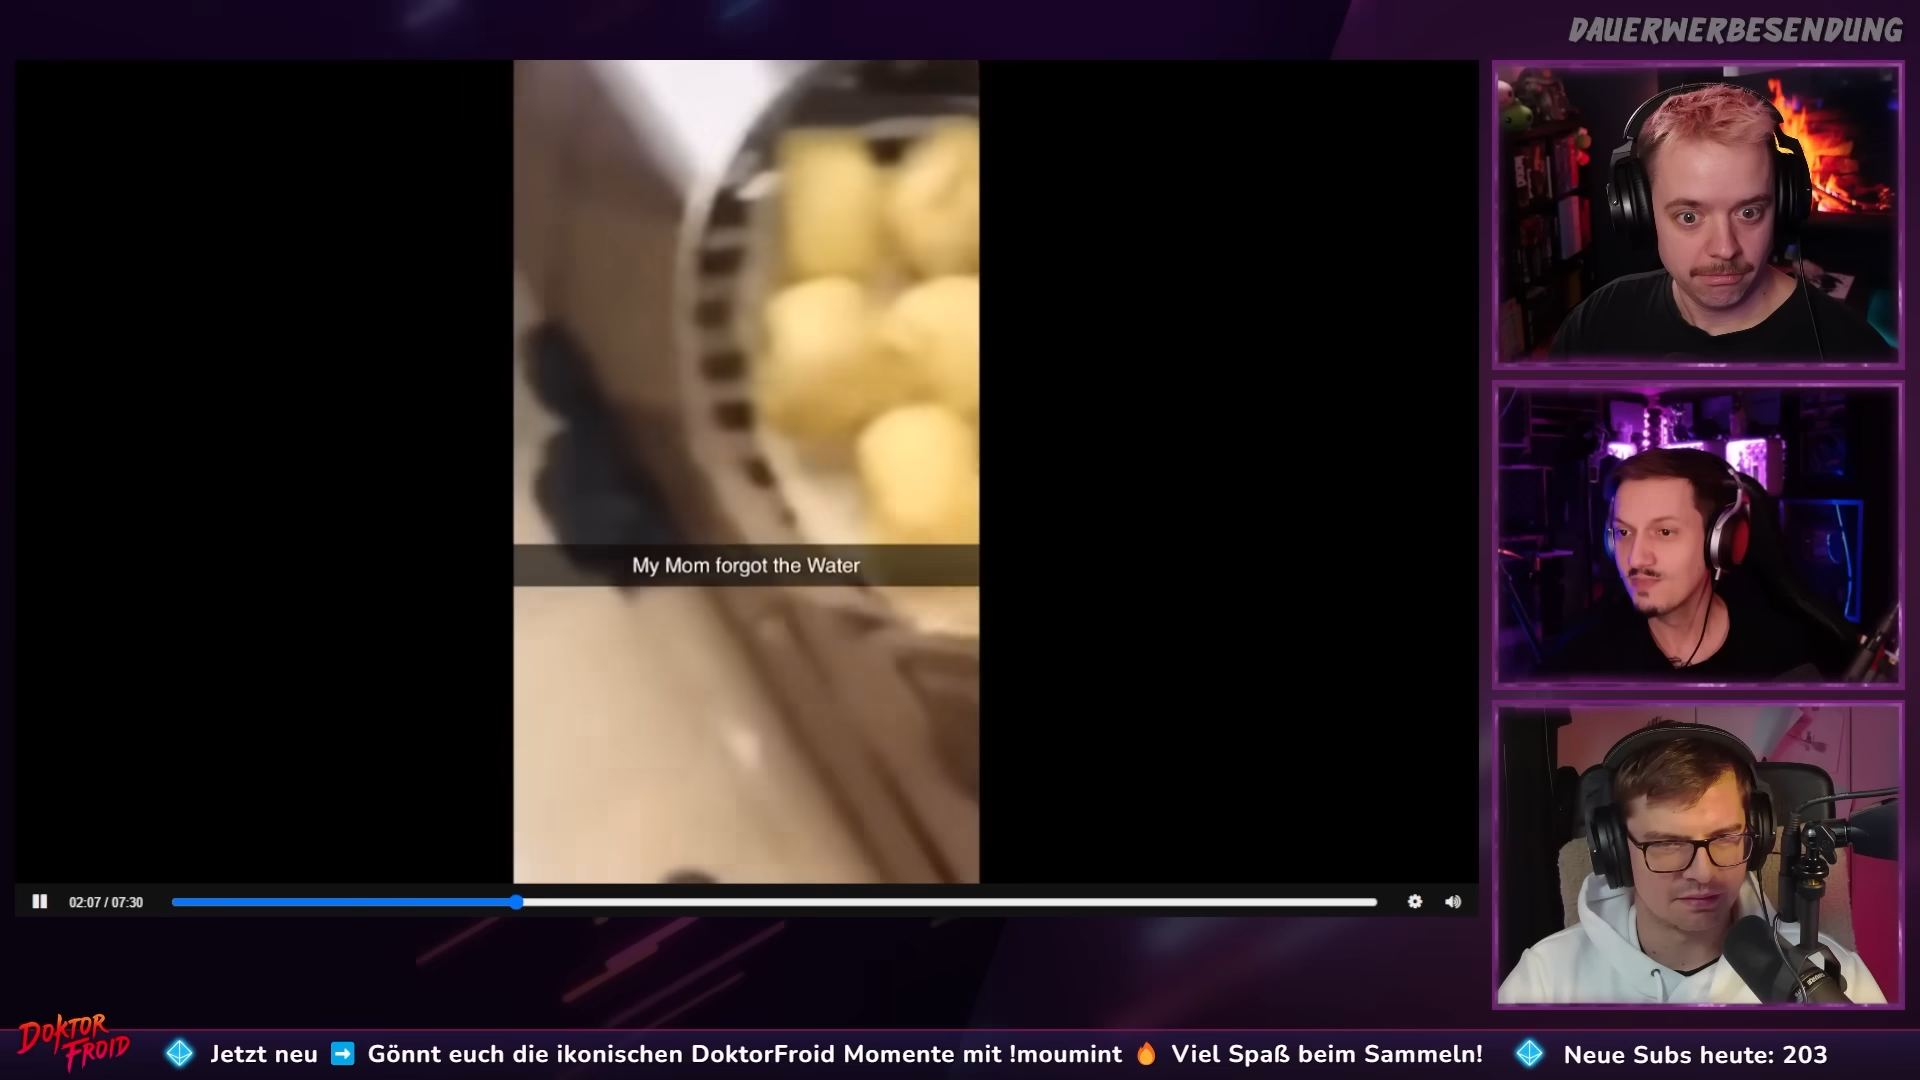 DAUERWERBESENDUNG
My Mom forgot the Water
02:07 / 07:30
DOKTOR
FROID
Jetzt neu ➡ Gönnt euch die ikonischen DoktorFroid Momente mit !moumint 🔥 Viel Spaß beim Sammeln!
Neue Subs heute: 203